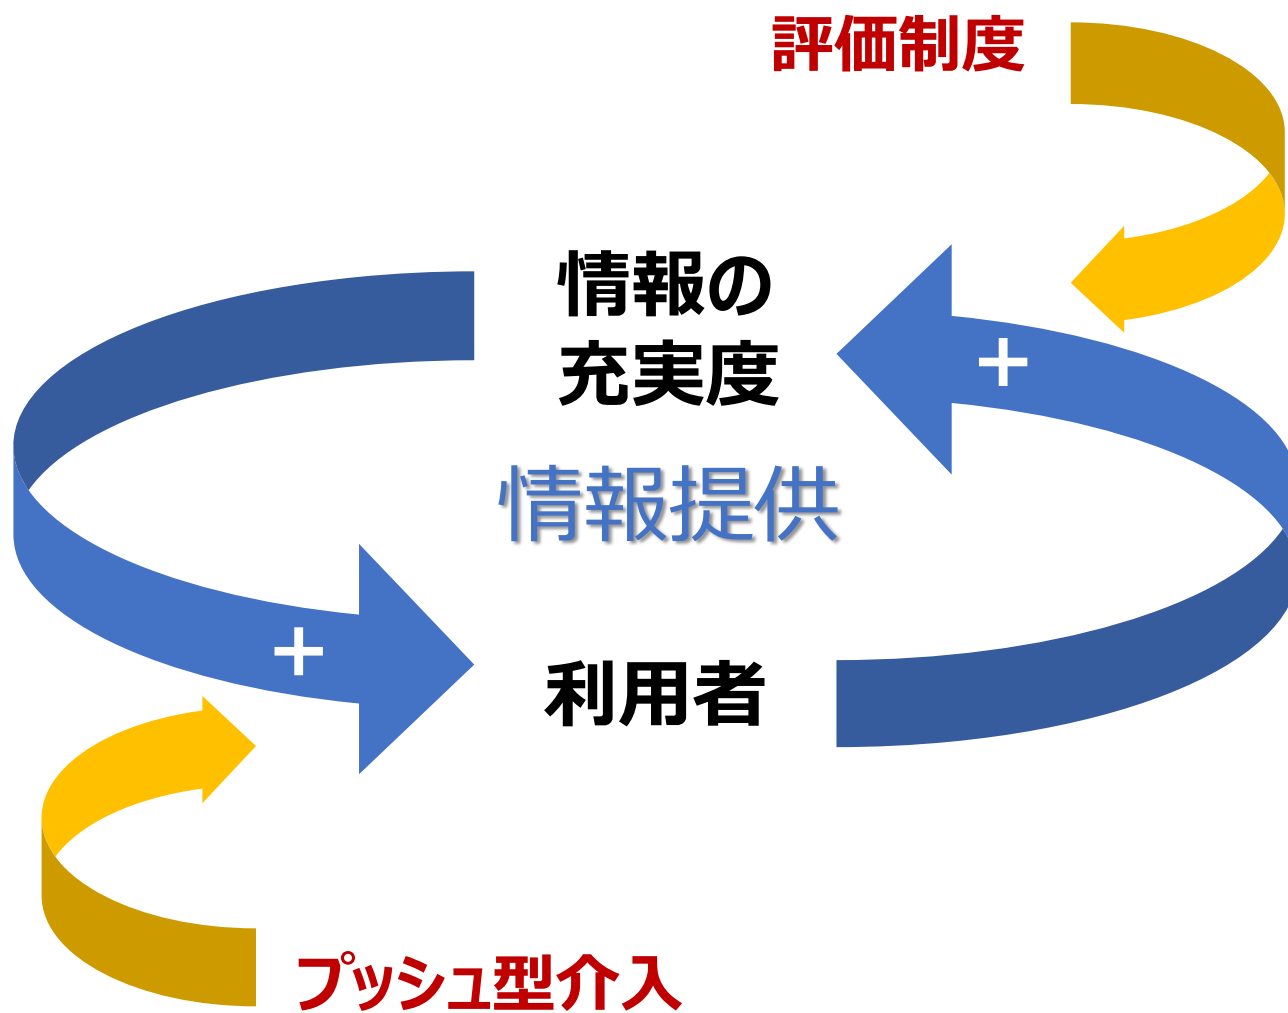 評価制度
情報の
充実度
+
情報提供
+
利用者
プッシュ型介入